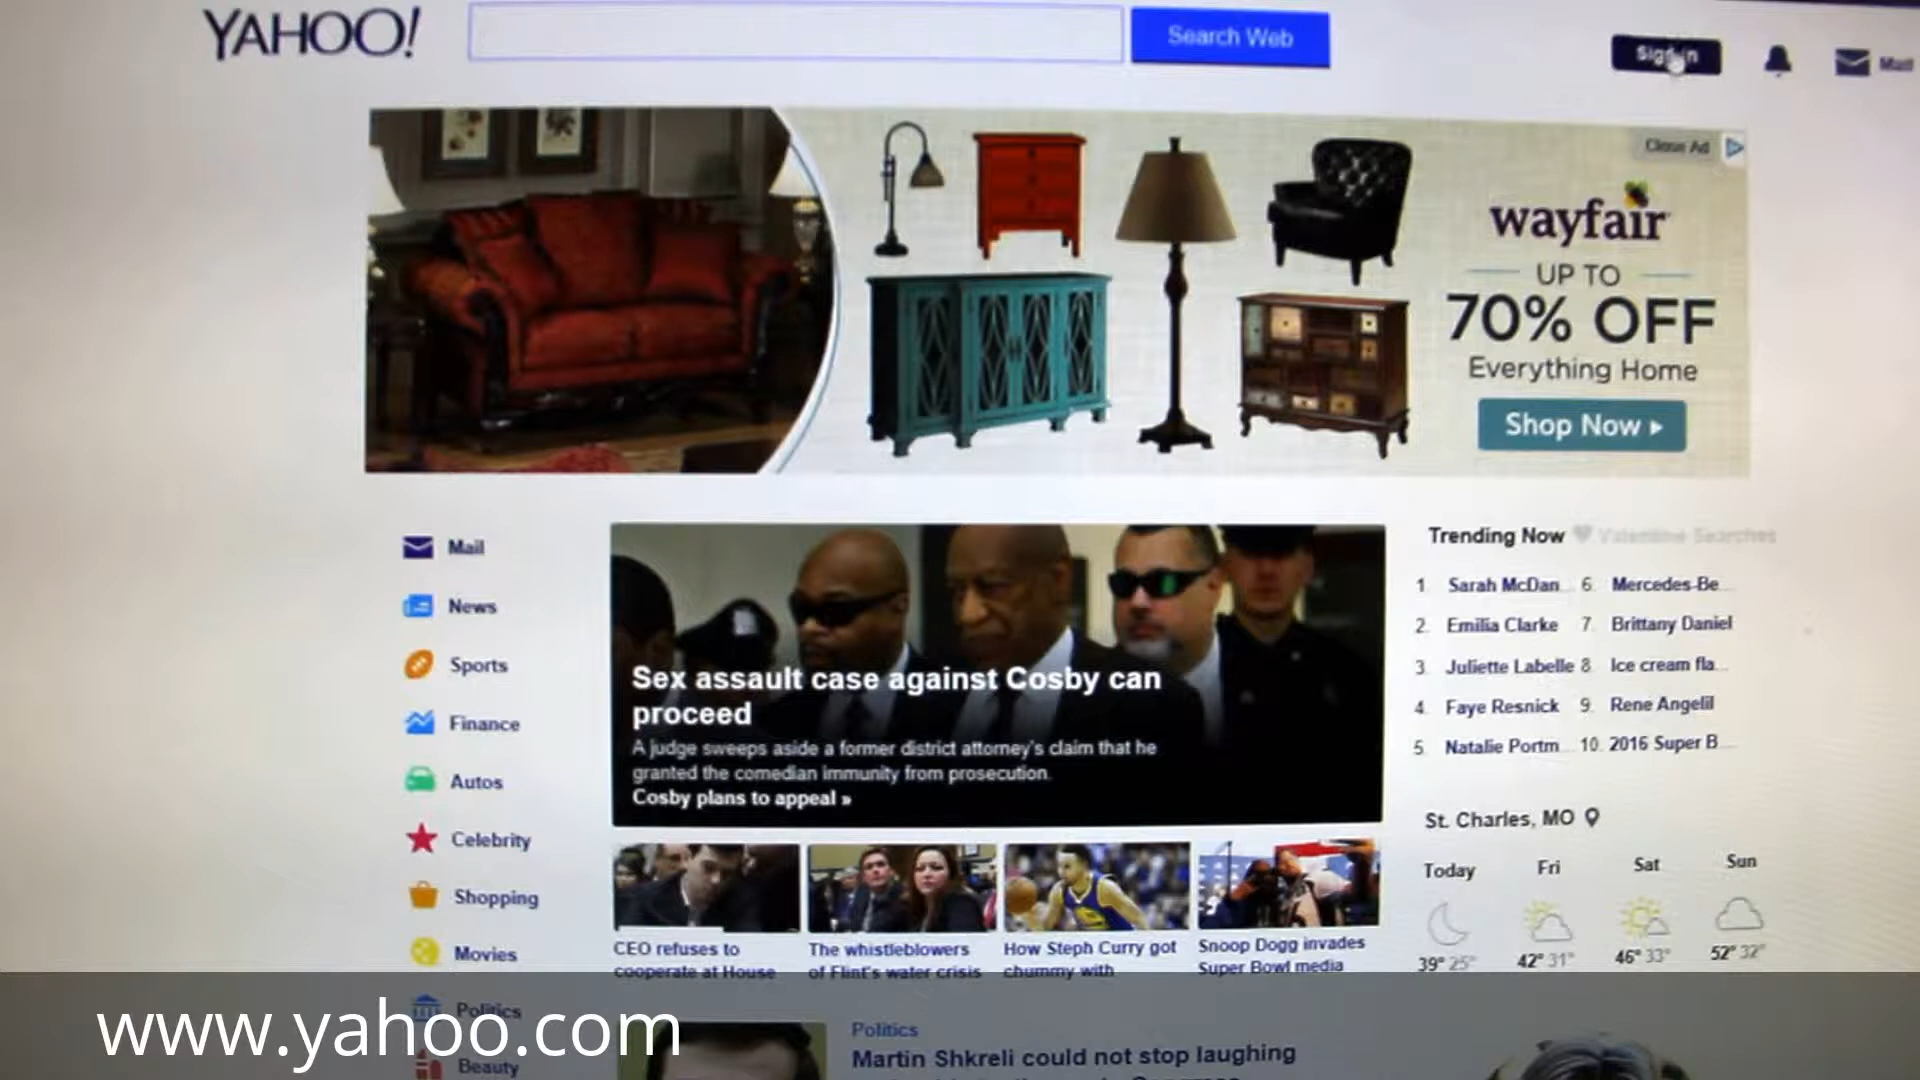 YAHOO!
Search Web
Sign in
Mail
Close Ad
wayfair
UP TO
70% OFF
Everything Home
Shop Now
Mail
News
Sports
Finance
Autos
Celebrity
Shopping
Movies
Politics
Beauty
Sex assault case against Cosby can
proceed
A judge sweeps aside a former district attorney's claim that he
granted the comedian immunity from prosecution.
Cosby plans to appeal »
CEO refuses to
cooperate at House
The whistleblowers
of Flint's water crisis
How Steph Curry got
chummy with
Snoop Dogg invades
Super Bowl media
Trending Now Valentine Searches
1. Sarah McDan... 6. Mercedes-Be...
2. Emilia Clarke 7. Brittany Daniel
3. Juliette Labelle 8. Ice cream fla...
4. Faye Resnick 9. Rene Angelil
5. Natalie Portm... 10. 2016 Super B...
St. Charles, MO
Today Fri Sat Sun
39° 25° 42° 31° 46° 33° 52° 32°
Politics
Martin Shkreli could not stop laughing
www.yahoo.com